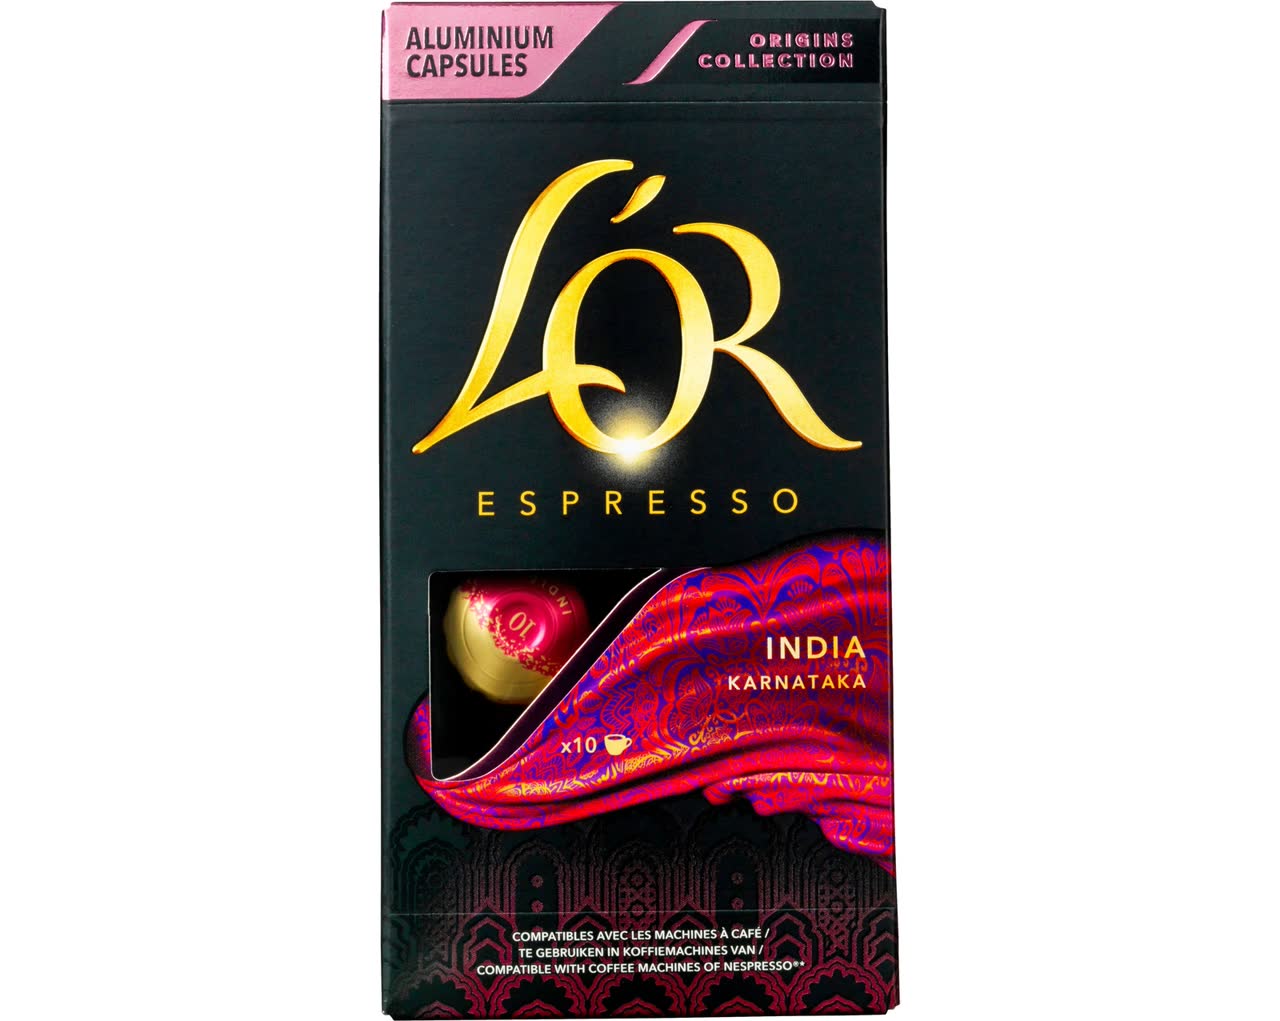 ALUMINIUM
CAPSULES
ORIGINS
COLLECTION
L'OR
ESPRESSO
10
INDIA
KARNATAKA
x10
COMPATIBLES AVEC LES MACHINES À CAFÉ /
TE GEBRUIKEN IN KOFFIEMACHINES VAN /
COMPATIBLE WITH COFFEE MACHINES OF NESPRESSO®*